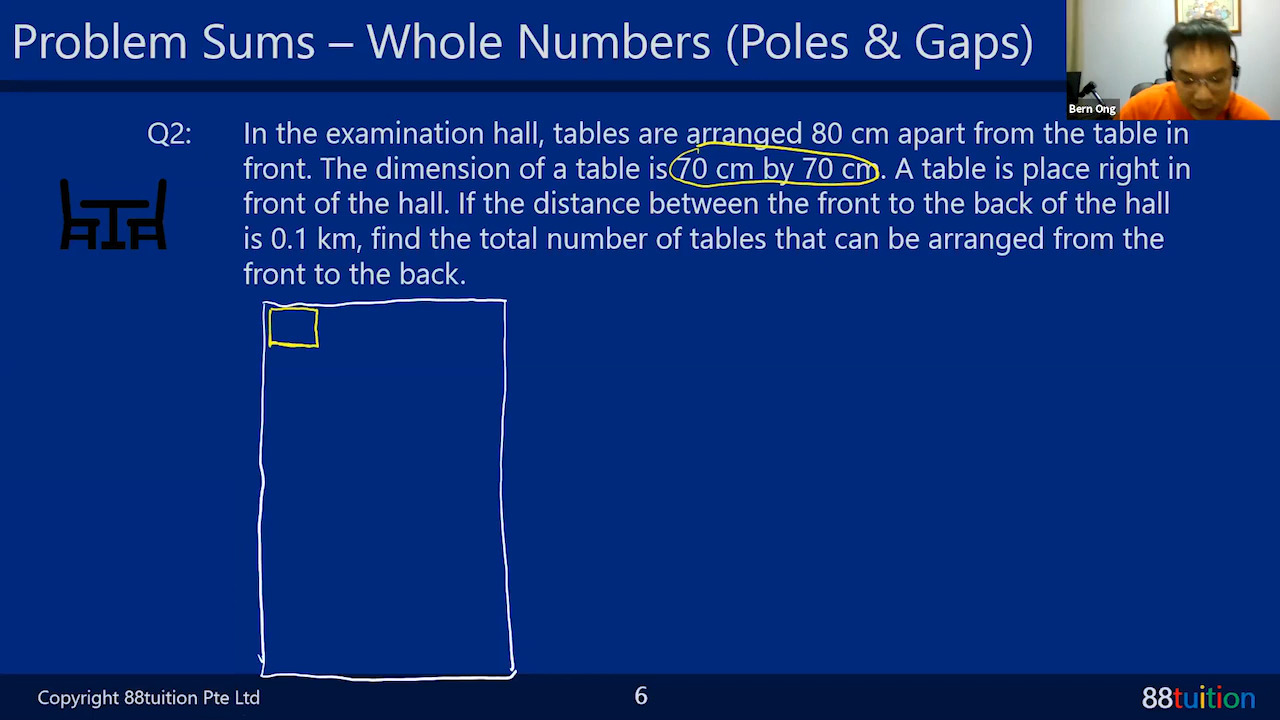 Problem Sums – Whole Numbers (Poles & Gaps)
Bern Ong
Q2: In the examination hall, tables are arranged 80 cm apart from the table in
front. The dimension of a table is 70 cm by 70 cm. A table is place right in
front of the hall. If the distance between the front to the back of the hall
is 0.1 km, find the total number of tables that can be arranged from the
front to the back.
Copyright 88tuition Pte Ltd
6
88tuition